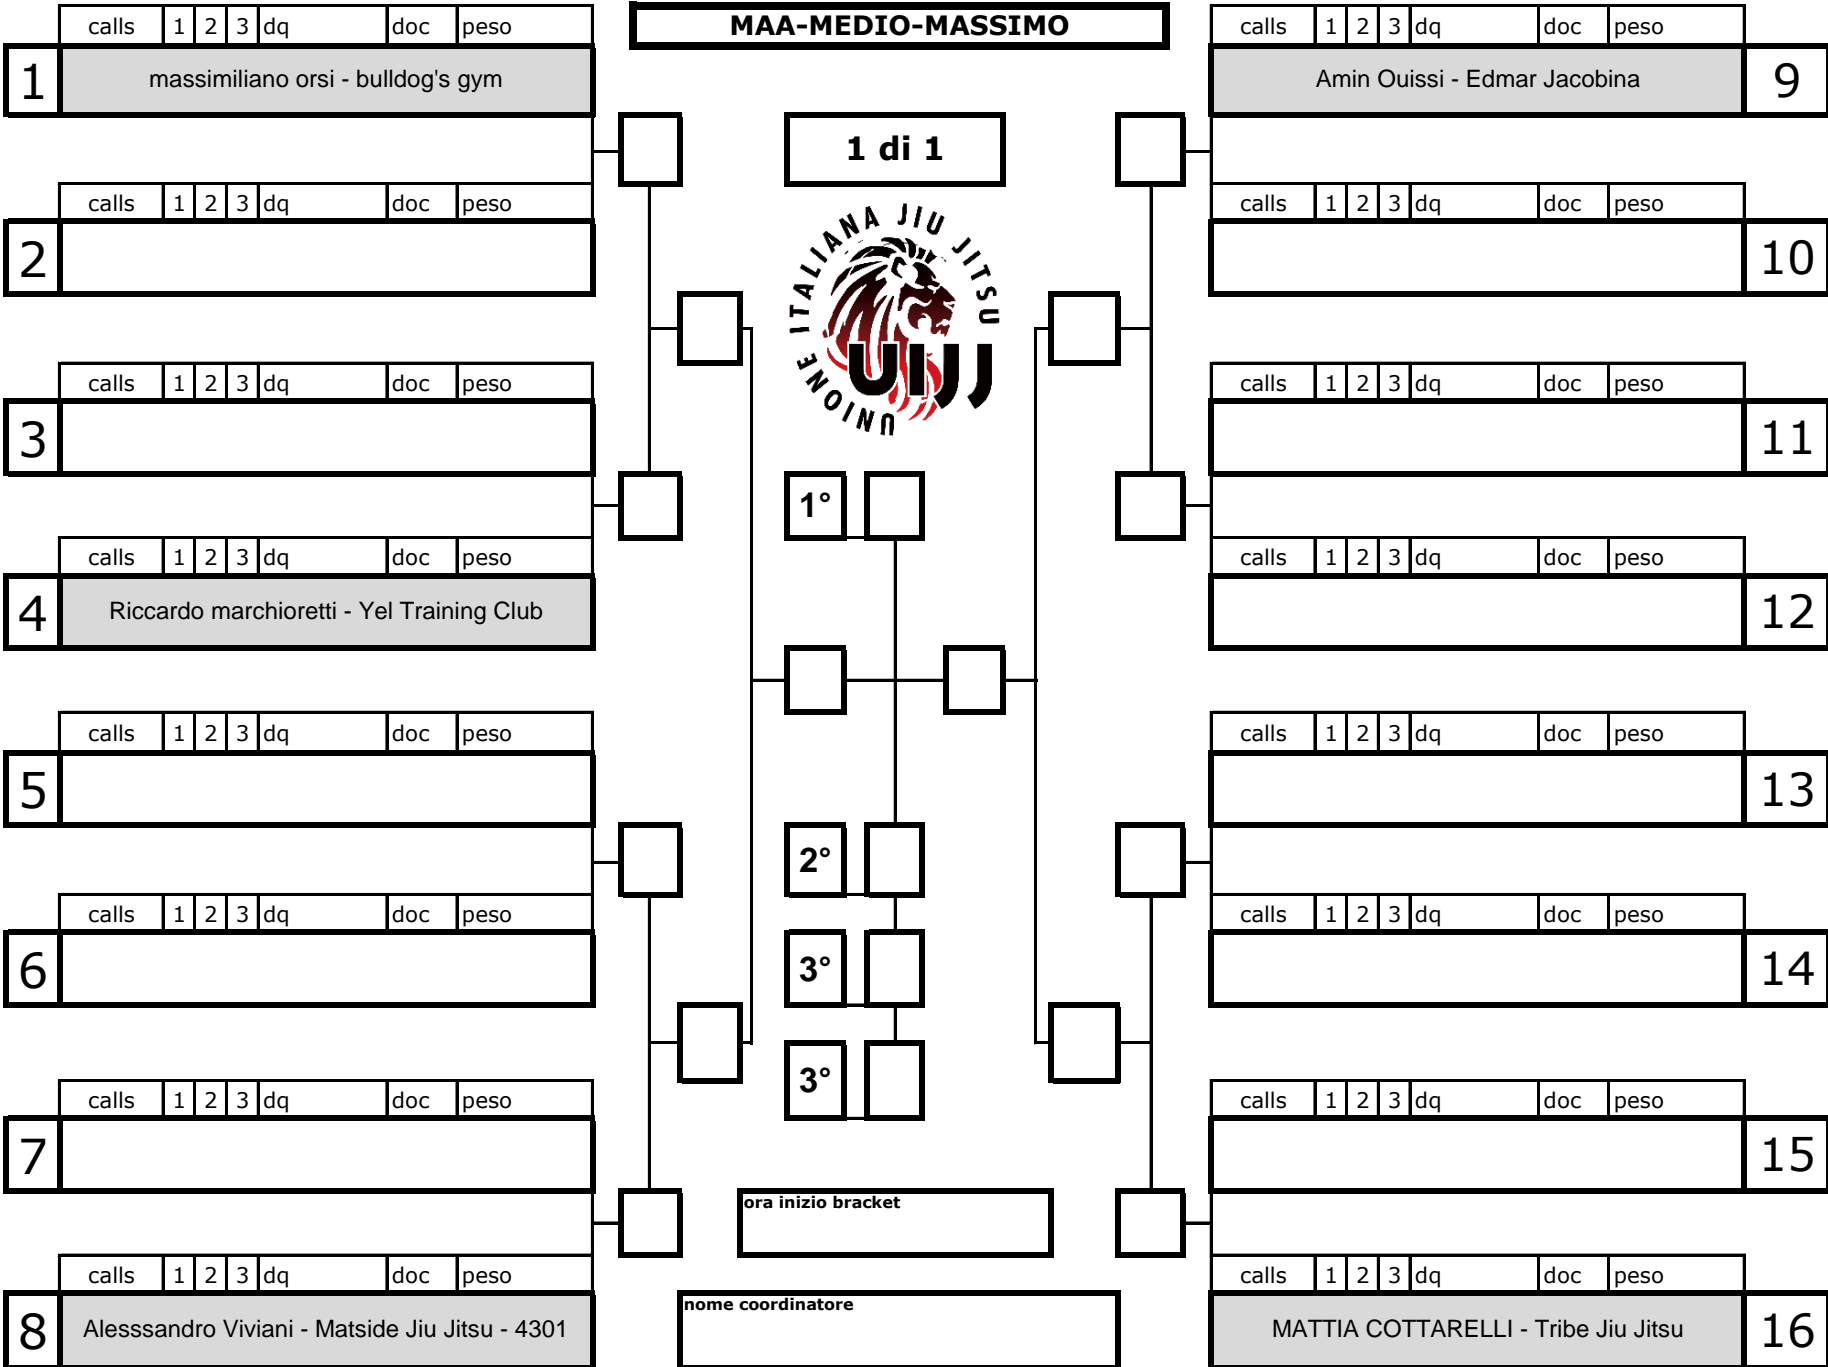 MAA-MEDIO-MASSIMO
1 di 1
UNIONE ITALIANA JIU JITSU
UIJJ
calls 1 2 3 dq doc peso
1 massimiliano orsi - bulldog's gym
calls 1 2 3 dq doc peso
2
calls 1 2 3 dq doc peso
3
calls 1 2 3 dq doc peso
4 Riccardo marchioretti - Yel Training Club
calls 1 2 3 dq doc peso
5
calls 1 2 3 dq doc peso
6
calls 1 2 3 dq doc peso
7
calls 1 2 3 dq doc peso
8 Alesssandro Viviani - Matside Jiu Jitsu - 4301
1°
2°
3°
3°
ora inizio bracket
nome coordinatore
calls 1 2 3 dq doc peso
Amin Ouissi - Edmar Jacobina 9
calls 1 2 3 dq doc peso
10
calls 1 2 3 dq doc peso
11
calls 1 2 3 dq doc peso
12
calls 1 2 3 dq doc peso
13
calls 1 2 3 dq doc peso
14
calls 1 2 3 dq doc peso
15
calls 1 2 3 dq doc peso
MATTIA COTTARELLI - Tribe Jiu Jitsu 16